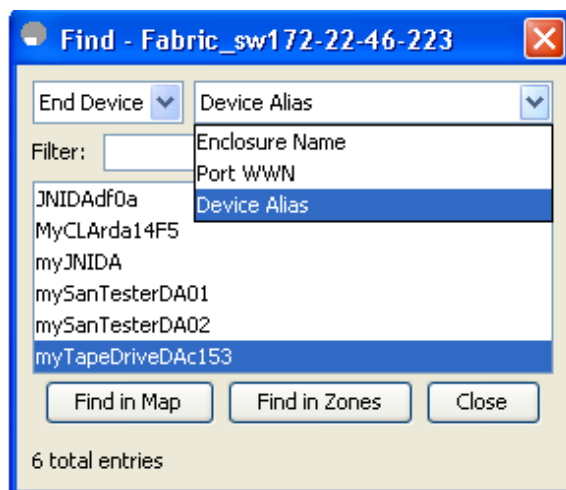 Find - Fabric_sw172-22-46-223
End Device Device Alias
Enclosure Name
Port WWN
Device Alias
Filter:
JNIDAdf0a
MyCLArda14F5
myJNIDA
mySanTesterDA01
mySanTesterDA02
myTapeDriveDAc153
Find in Map Find in Zones Close
6 total entries